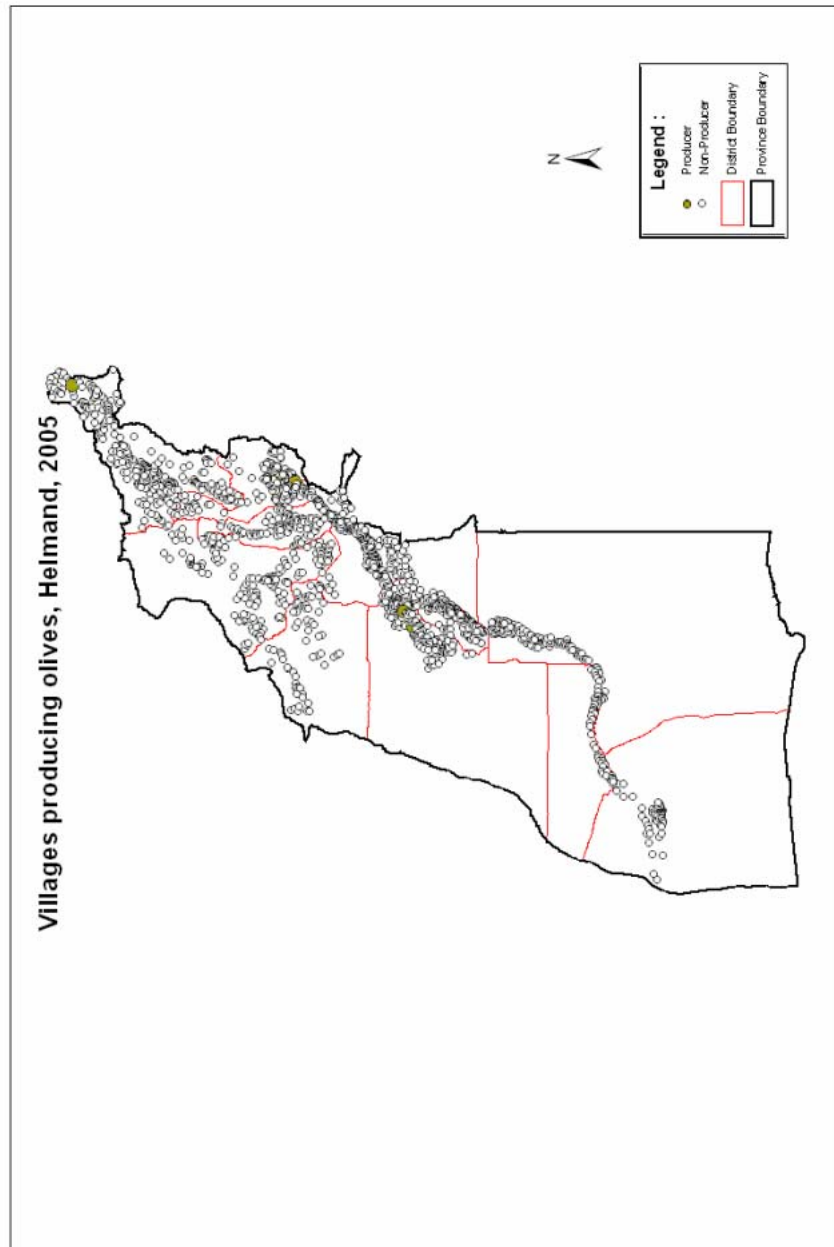 Villages producing olives, Helmand, 2005
N
Legend :
Producer
Non-Producer
District Boundary
Province Boundary